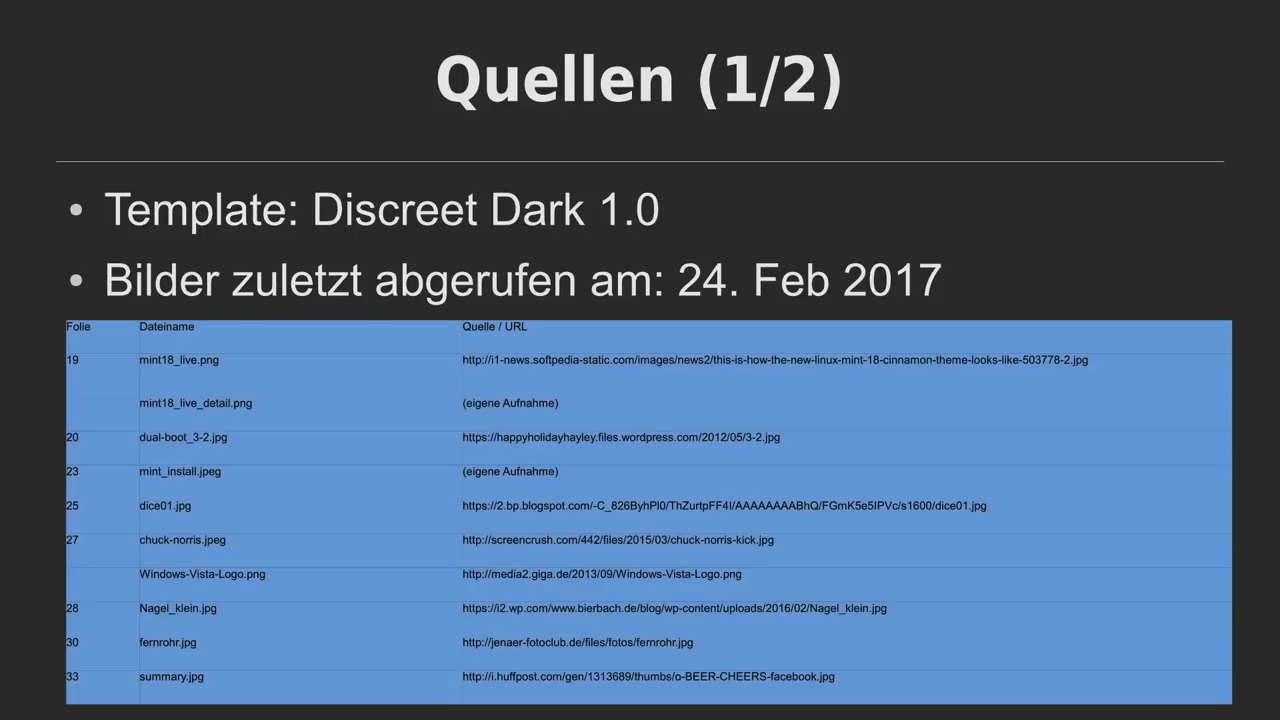 Quellen (1/2)
• Template: Discreet Dark 1.0
• Bilder zuletzt abgerufen am: 24. Feb 2017
Folie Dateiname Quelle / URL
19 mint18_live.png http://i1-news.softpedia-static.com/images/news2/this-is-how-the-new-linux-mint-18-cinnamon-theme-looks-like-503778-2.jpg
mint18_live_detail.png (eigene Aufnahme)
20 dual-boot_3-2.jpg https://happyholidayhayley.files.wordpress.com/2012/05/3-2.jpg
23 mint_install.jpeg (eigene Aufnahme)
25 dice01.jpg https://2.bp.blogspot.com/-C_826ByhPl0/ThZurtpFF4I/AAAAAAAABhQ/FGmK5e5IPVc/s1600/dice01.jpg
27 chuck-norris.jpeg http://screencrush.com/442/files/2015/03/chuck-norris-kick.jpg
Windows-Vista-Logo.png http://media2.giga.de/2013/09/Windows-Vista-Logo.png
28 Nagel_klein.jpg https://i2.wp.com/www.bierbach.de/blog/wp-content/uploads/2016/02/Nagel_klein.jpg
30 fernrohr.jpg http://jenaer-fotoclub.de/files/fotos/fernrohr.jpg
33 summary.jpg http://i.huffpost.com/gen/1313689/thumbs/o-BEER-CHEERS-facebook.jpg